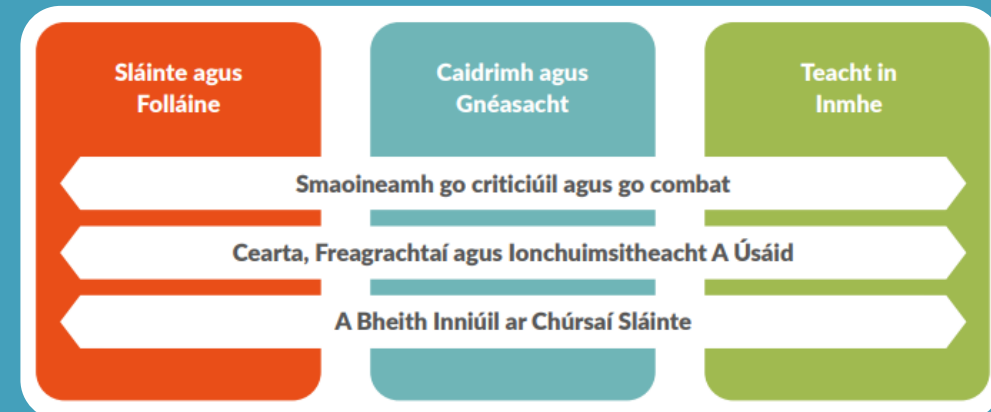 Sláinte agus
Folláine
Caidrimh agus
Gnéasacht
Teacht in
Inmhe
Smaoineamh go criticiúil agus go combat
Cearta, Freagrachtaí agus Ionchuimsitheacht A Úsáid
A Bheith Inniúil ar Chúrsaí Sláinte